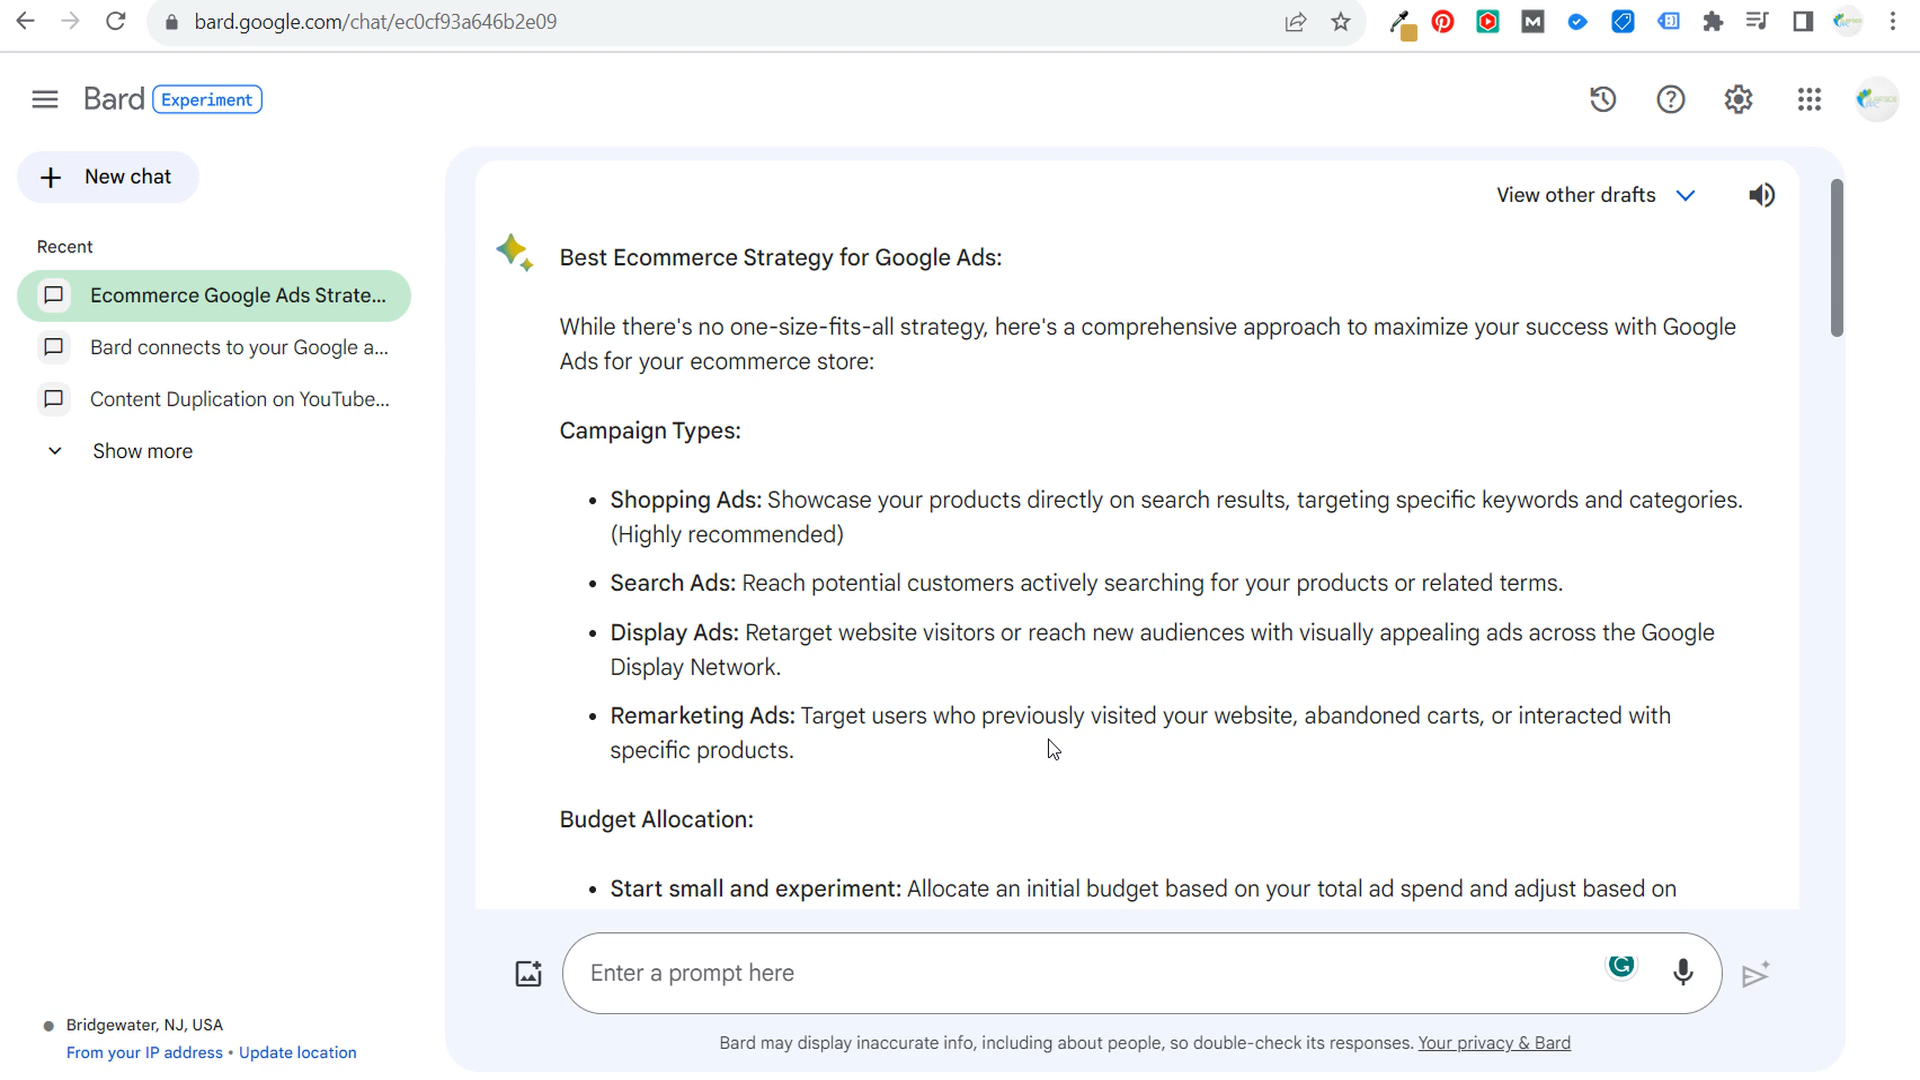 bard.google.com/chat/ec0cf93a646b2e09
Bard Experiment
New chat
Recent
Ecommerce Google Ads Strate...
Bard connects to your Google a...
Content Duplication on YouTube...
Show more
View other drafts
Best Ecommerce Strategy for Google Ads:
While there's no one-size-fits-all strategy, here's a comprehensive approach to maximize your success with Google
Ads for your ecommerce store:
Campaign Types:
• Shopping Ads: Showcase your products directly on search results, targeting specific keywords and categories.
(Highly recommended)
• Search Ads: Reach potential customers actively searching for your products or related terms.
• Display Ads: Retarget website visitors or reach new audiences with visually appealing ads across the Google
Display Network.
• Remarketing Ads: Target users who previously visited your website, abandoned carts, or interacted with
specific products.
Budget Allocation:
• Start small and experiment: Allocate an initial budget based on your total ad spend and adjust based on
Enter a prompt here
Bridgewater, NJ, USA
From your IP address • Update location
Bard may display inaccurate info, including about people, so double-check its responses. Your privacy & Bard